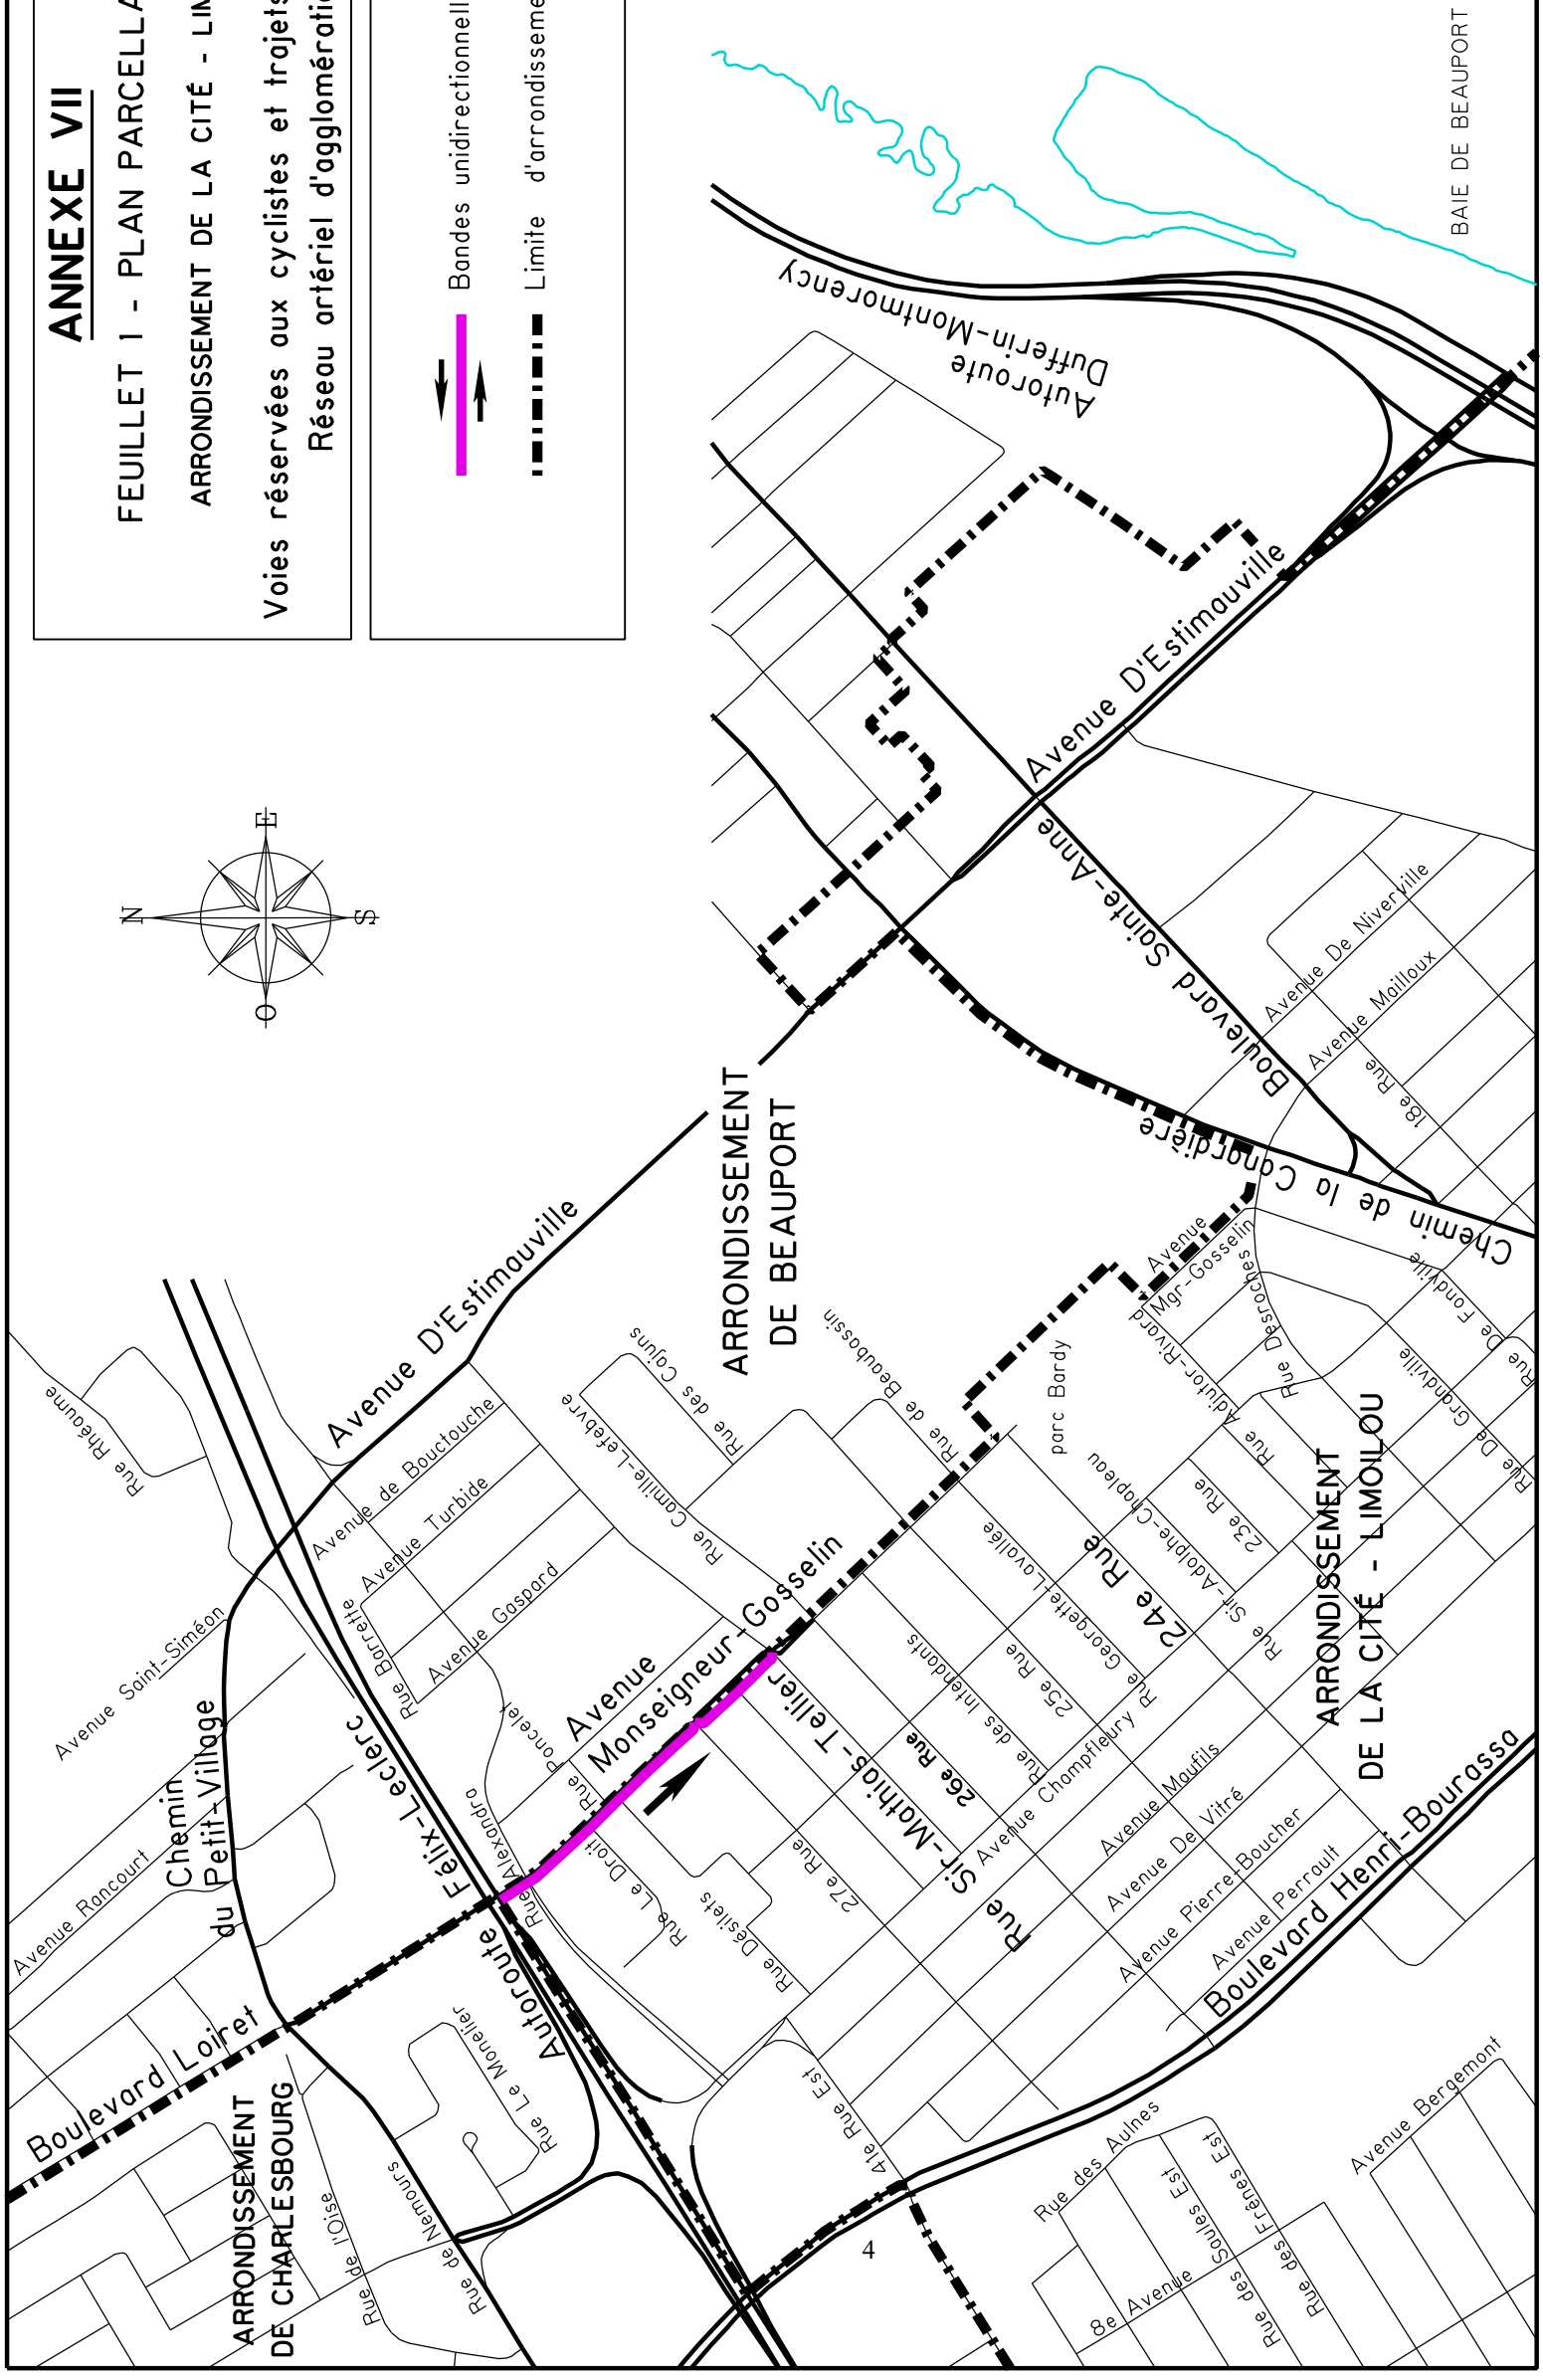 ANNEXE VII
FEUILLET 1 - PLAN PARCELLA
ARRONDISSEMENT DE LA CITÉ - LIM
Voies réservées aux cyclistes et trajets
Réseau artériel d'agglomératio
Bandes unidirectionnell
Limite d'arrondisseme
N
E
S
O
Boulevard Loiret
ARRONDISSEMENT
DE CHARLESBOURG
Rue de l'Oise
Rue de Nemours
Rue Le Monelier
Avenue Rancourt
Chemin
du Petit-Village
Avenue Saint-Siméon
Rue Rhéaume
Autoroute
Félix-Leclerc
Rue Alexandra
Rue Barrette
Avenue Gaspard
Avenue Turbide
Avenue de Bouctouche
Avenue D'Estimauville
Rue Poncelet
Rue Le Droit
Rue Désilets
Avenue
Monseigneur-Gosselin
Rue Camille-Lefebvre
Rue des Cajuns
Rue de Beaubassin
ARRONDISSEMENT
DE BEAUPORT
Rue
Sir-Mathias-Tellier
27e Rue
26e Rue
Rue des Intendants
25e Rue
Rue Georgette-Lavallée
24e Rue
Rue Sir-Adolphe-Chapleau
23e Rue
parc Bardy
Rue Adjutor-Rivard
Avenue
Mgr-Gosselin
Rue Desroches
Rue De Fondville
Rue De Grandville
Avenue Champfleury
Avenue Maufils
Avenue De Vitré
Avenue Pierre-Boucher
Avenue Perrault
Boulevard Henri-Bourassa
ARRONDISSEMENT
DE LA CITÉ - LIMOILOU
41e Rue Est
Rue des Aulnes
Rue des Saules Est
Rue des Frênes Est
8e Avenue
Avenue Bergemont
Chemin de la Canardière
Boulevard Sainte-Anne
18e Rue
Avenue Mailloux
Avenue De Niverville
Avenue D'Estimauville
Autoroute
Dufferin-Montmorency
BAIE DE BEAUPORT
4